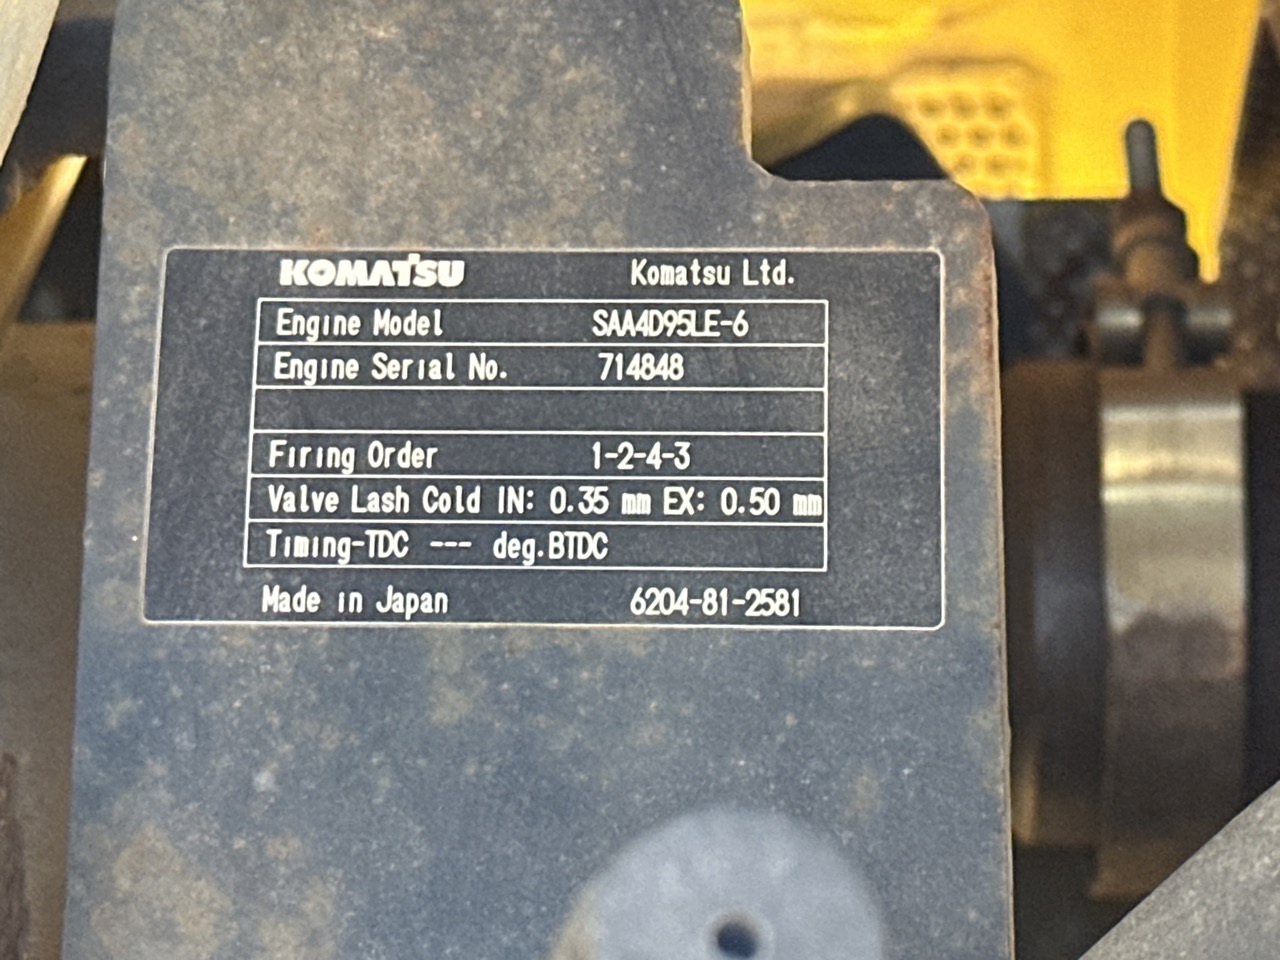 KOMATSU Komatsu Ltd.
Engine Model SAA4D95LE-6
Engine Serial No. 714848
Firing Order 1-2-4-3
Valve Lash Cold IN: 0.35 mm EX: 0.50 mm
Timing-TDC --- deg.BTDC
Made in Japan 6204-81-2581